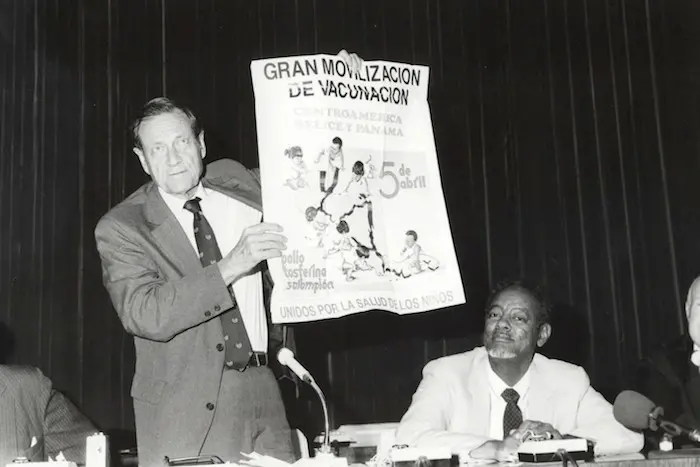 GRAN MOVILIZACION
DE VACUNACION
CENTROAMERICA
BELICE Y PANAMA
5 de
abril
polio
tosferina
sarampión
UNIDOS POR LA SALUD DE LOS NIÑOS